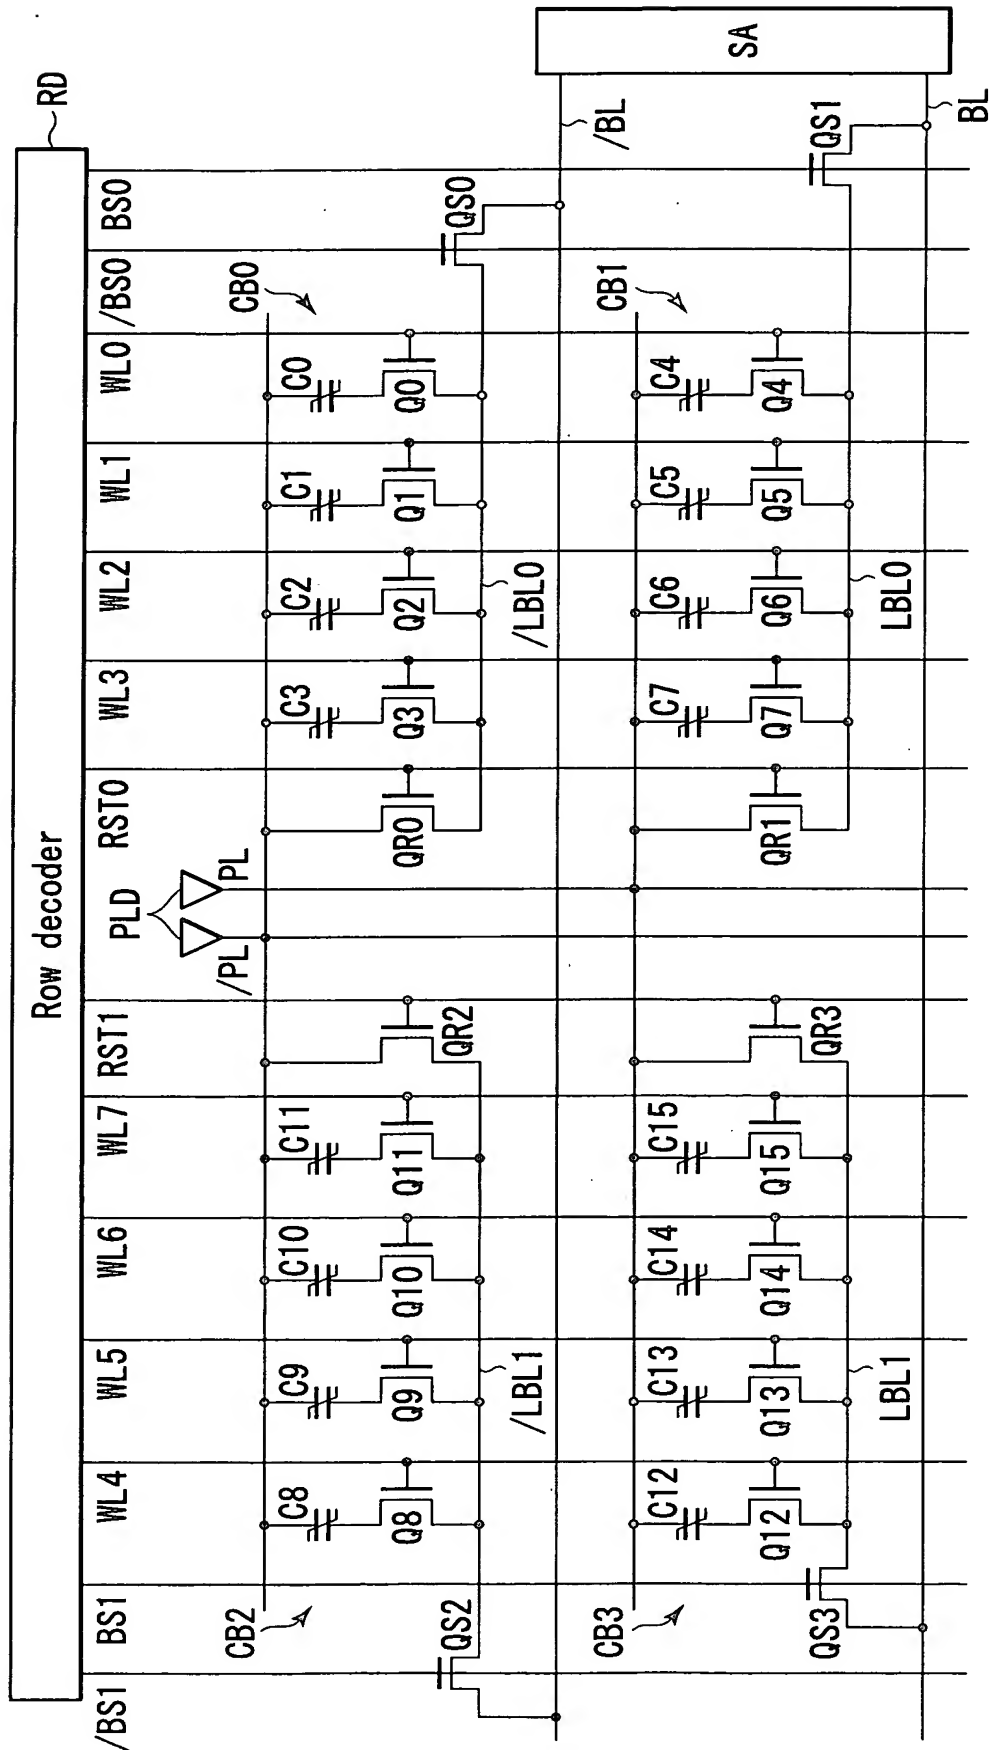 RD
Row decoder
/BS1
BS1
WL4
WL5
WL6
WL7
RST1
PLD
/PL
PL
RST0
WL3
WL2
WL1
WL0
/BS0
BS0
CB2
C8
C9
C10
C11
C3
C2
C1
C0
CB0
Q8
Q9
Q10
Q11
QR2
QR0
Q3
Q2
Q1
Q0
QS2
QS0
/LBL1
/LBL0
/BL
SA
CB3
C12
C13
C14
C15
C7
C6
C5
C4
CB1
Q12
Q13
Q14
Q15
QR3
QR1
Q7
Q6
Q5
Q4
QS3
QS1
LBL1
LBL0
BL